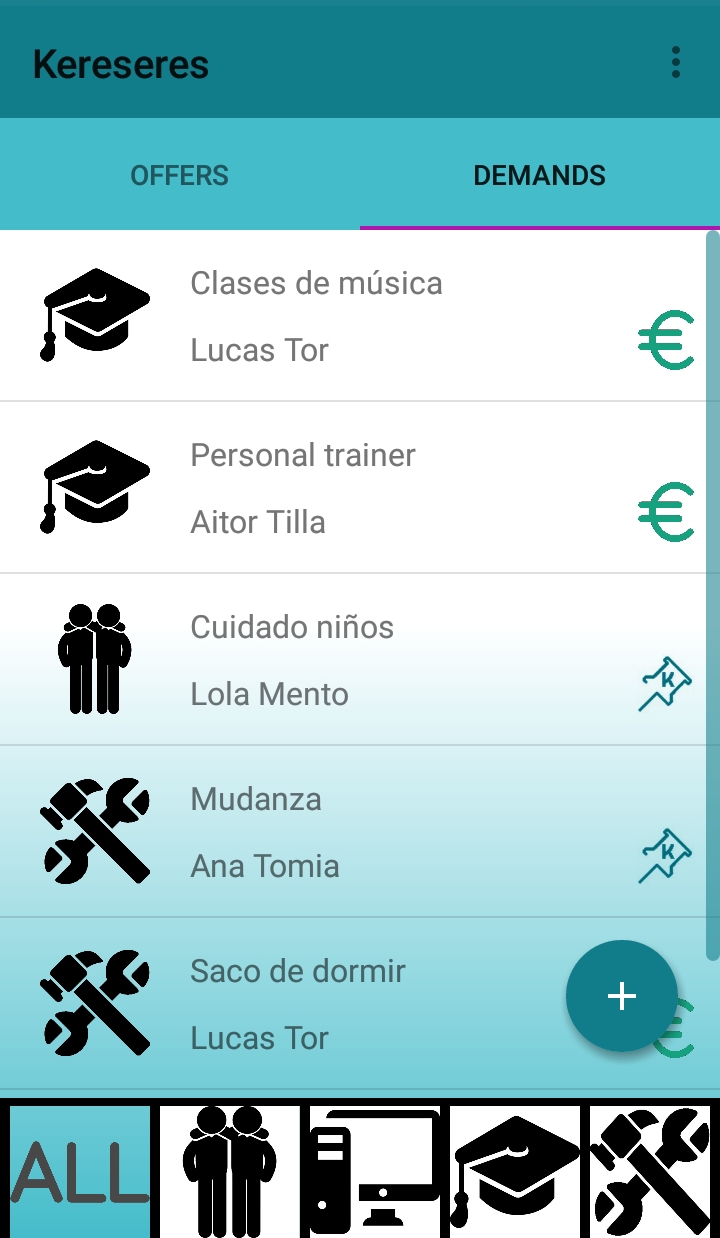 Kereseres
OFFERS
DEMANDS
Clases de música
Lucas Tor
€
Personal trainer
Aitor Tilla
€
Cuidado niños
Lola Mento
K
Mudanza
Ana Tomia
K
Saco de dormir
Lucas Tor
€
+
ALL